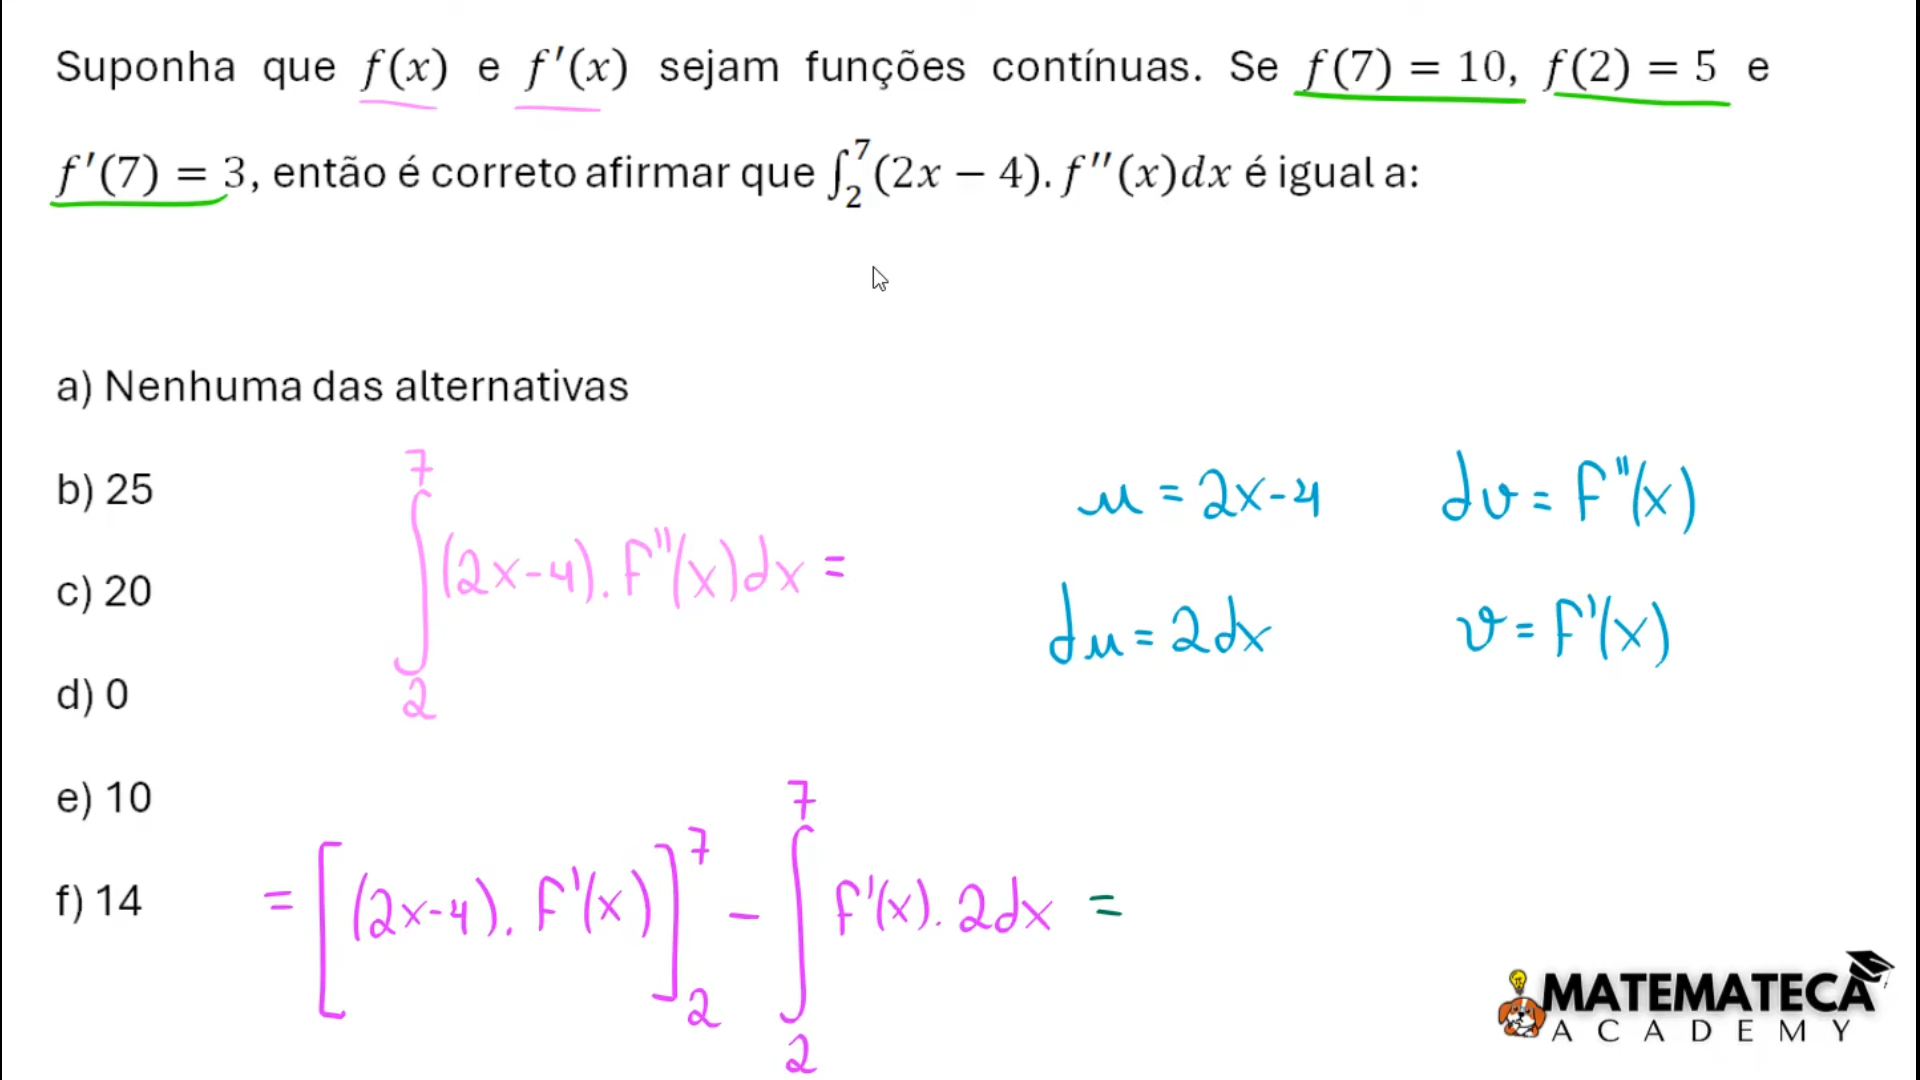 Suponha que f(x) e f′(x) sejam funções contínuas. Se f(7) = 10, f(2) = 5 e
f′(7) = 3, então é correto afirmar que ∫₂⁷(2x − 4). f′′(x)dx é igual a:
a) Nenhuma das alternativas
b) 25
c) 20
d) 0
e) 10
f) 14
∫₂⁷ (2x-4). F''(x)dx =
u = 2x-4 dv = F''(x)
du = 2dx v = F'(x)
= [(2x-4). F'(x)]₂⁷ - ∫₂⁷ F'(x). 2dx =
MATEMATECA
ACADEMY